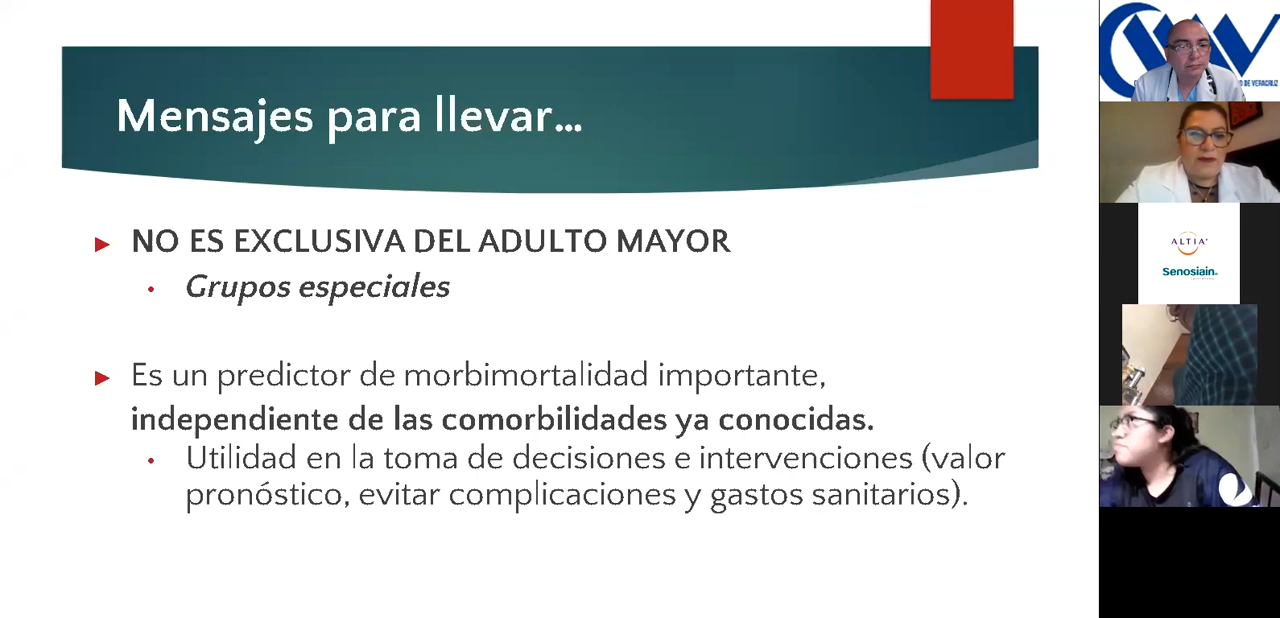 Mensajes para llevar...
NO ES EXCLUSIVA DEL ADULTO MAYOR
Grupos especiales
Es un predictor de morbimortalidad importante,
independiente de las comorbilidades ya conocidas.
Utilidad en la toma de decisiones e intervenciones (valor
pronóstico, evitar complicaciones y gastos sanitarios).
DE VERACRUZ
ALTIA
Senosiain